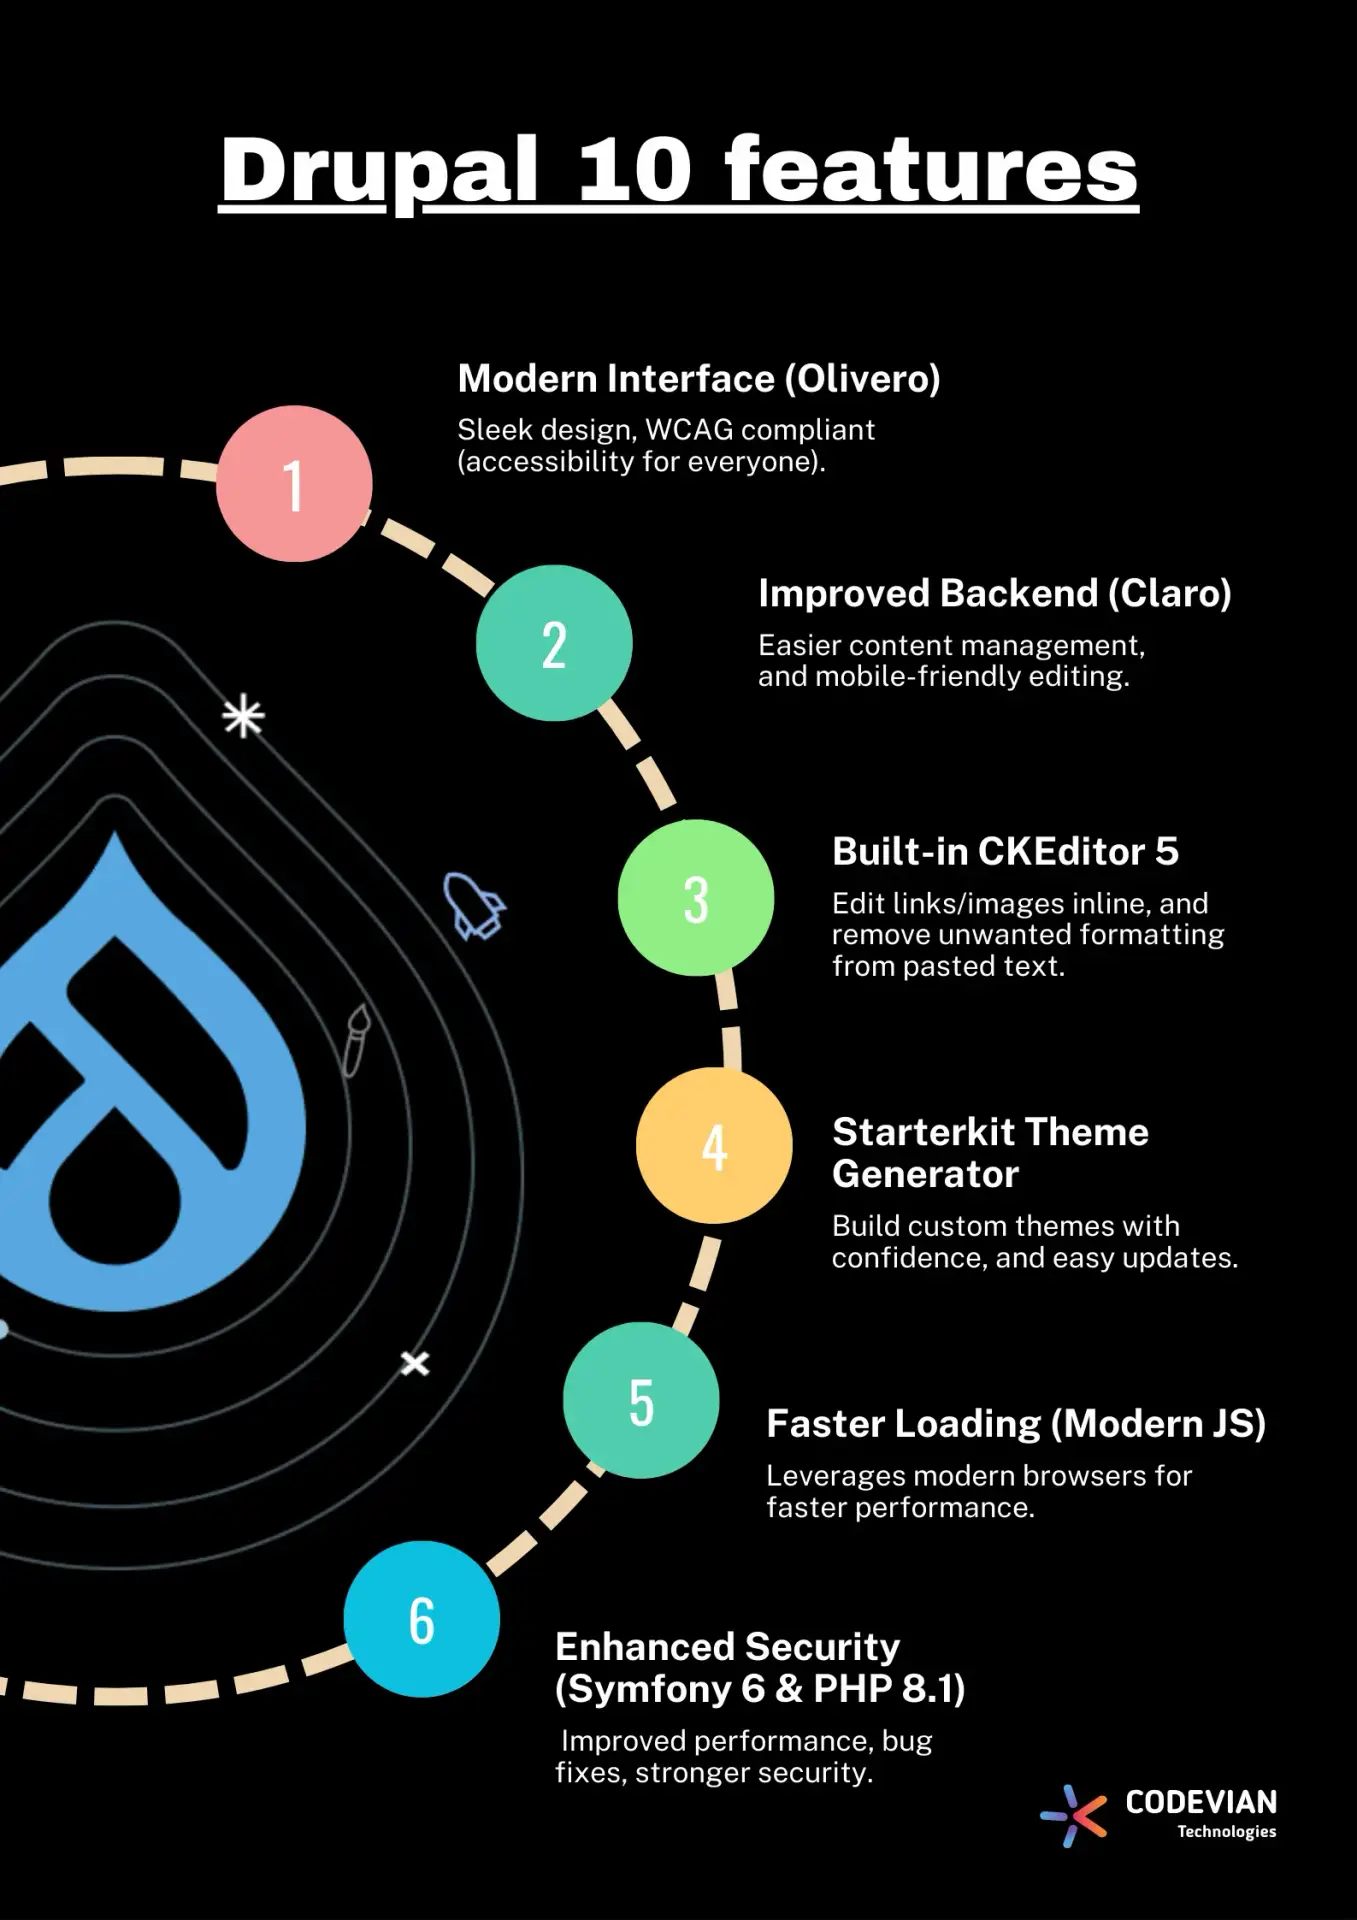 Drupal 10 features
1
Modern Interface (Olivero)
Sleek design, WCAG compliant
(accessibility for everyone).
2
Improved Backend (Claro)
Easier content management,
and mobile-friendly editing.
3
Built-in CKEditor 5
Edit links/images inline, and
remove unwanted formatting
from pasted text.
4
Starterkit Theme
Generator
Build custom themes with
confidence, and easy updates.
5
Faster Loading (Modern JS)
Leverages modern browsers for
faster performance.
6
Enhanced Security
(Symfony 6 & PHP 8.1)
Improved performance, bug
fixes, stronger security.
CODEVIAN
Technologies